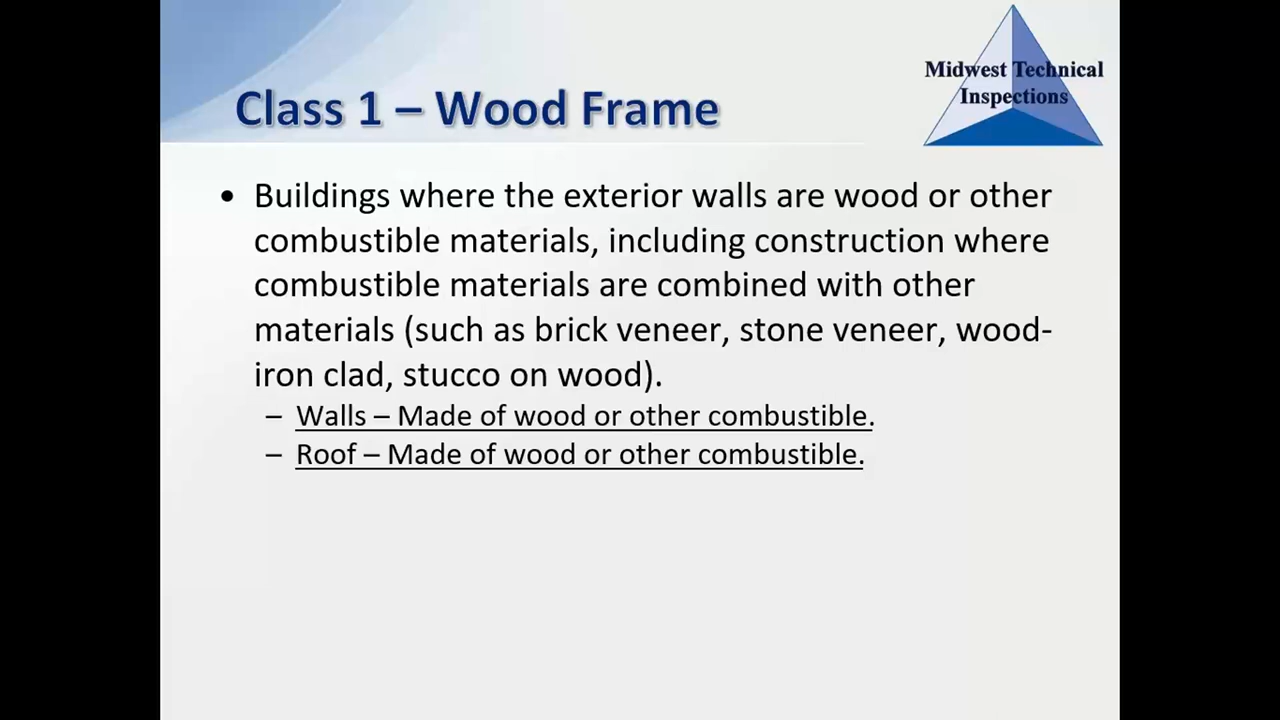 Midwest Technical
Inspections
Class 1 – Wood Frame
• Buildings where the exterior walls are wood or other
combustible materials, including construction where
combustible materials are combined with other
materials (such as brick veneer, stone veneer, wood-
iron clad, stucco on wood).
– Walls – Made of wood or other combustible.
– Roof – Made of wood or other combustible.